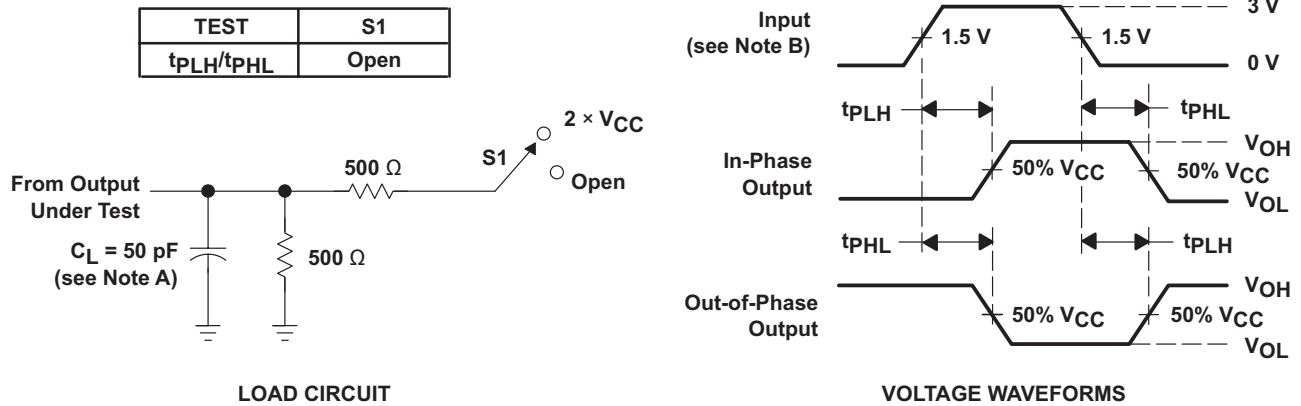 TEST S1
tPLH/tPHL Open
2 × VCC
S1
Open
500 Ω
From Output
Under Test
CL = 50 pF
(see Note A)
500 Ω
LOAD CIRCUIT
Input
(see Note B)
1.5 V 1.5 V
3 V
0 V
tPLH tPHL
In-Phase
Output
50% VCC 50% VCC
VOH
VOL
tPHL tPLH
Out-of-Phase
Output
50% VCC 50% VCC
VOH
VOL
VOLTAGE WAVEFORMS